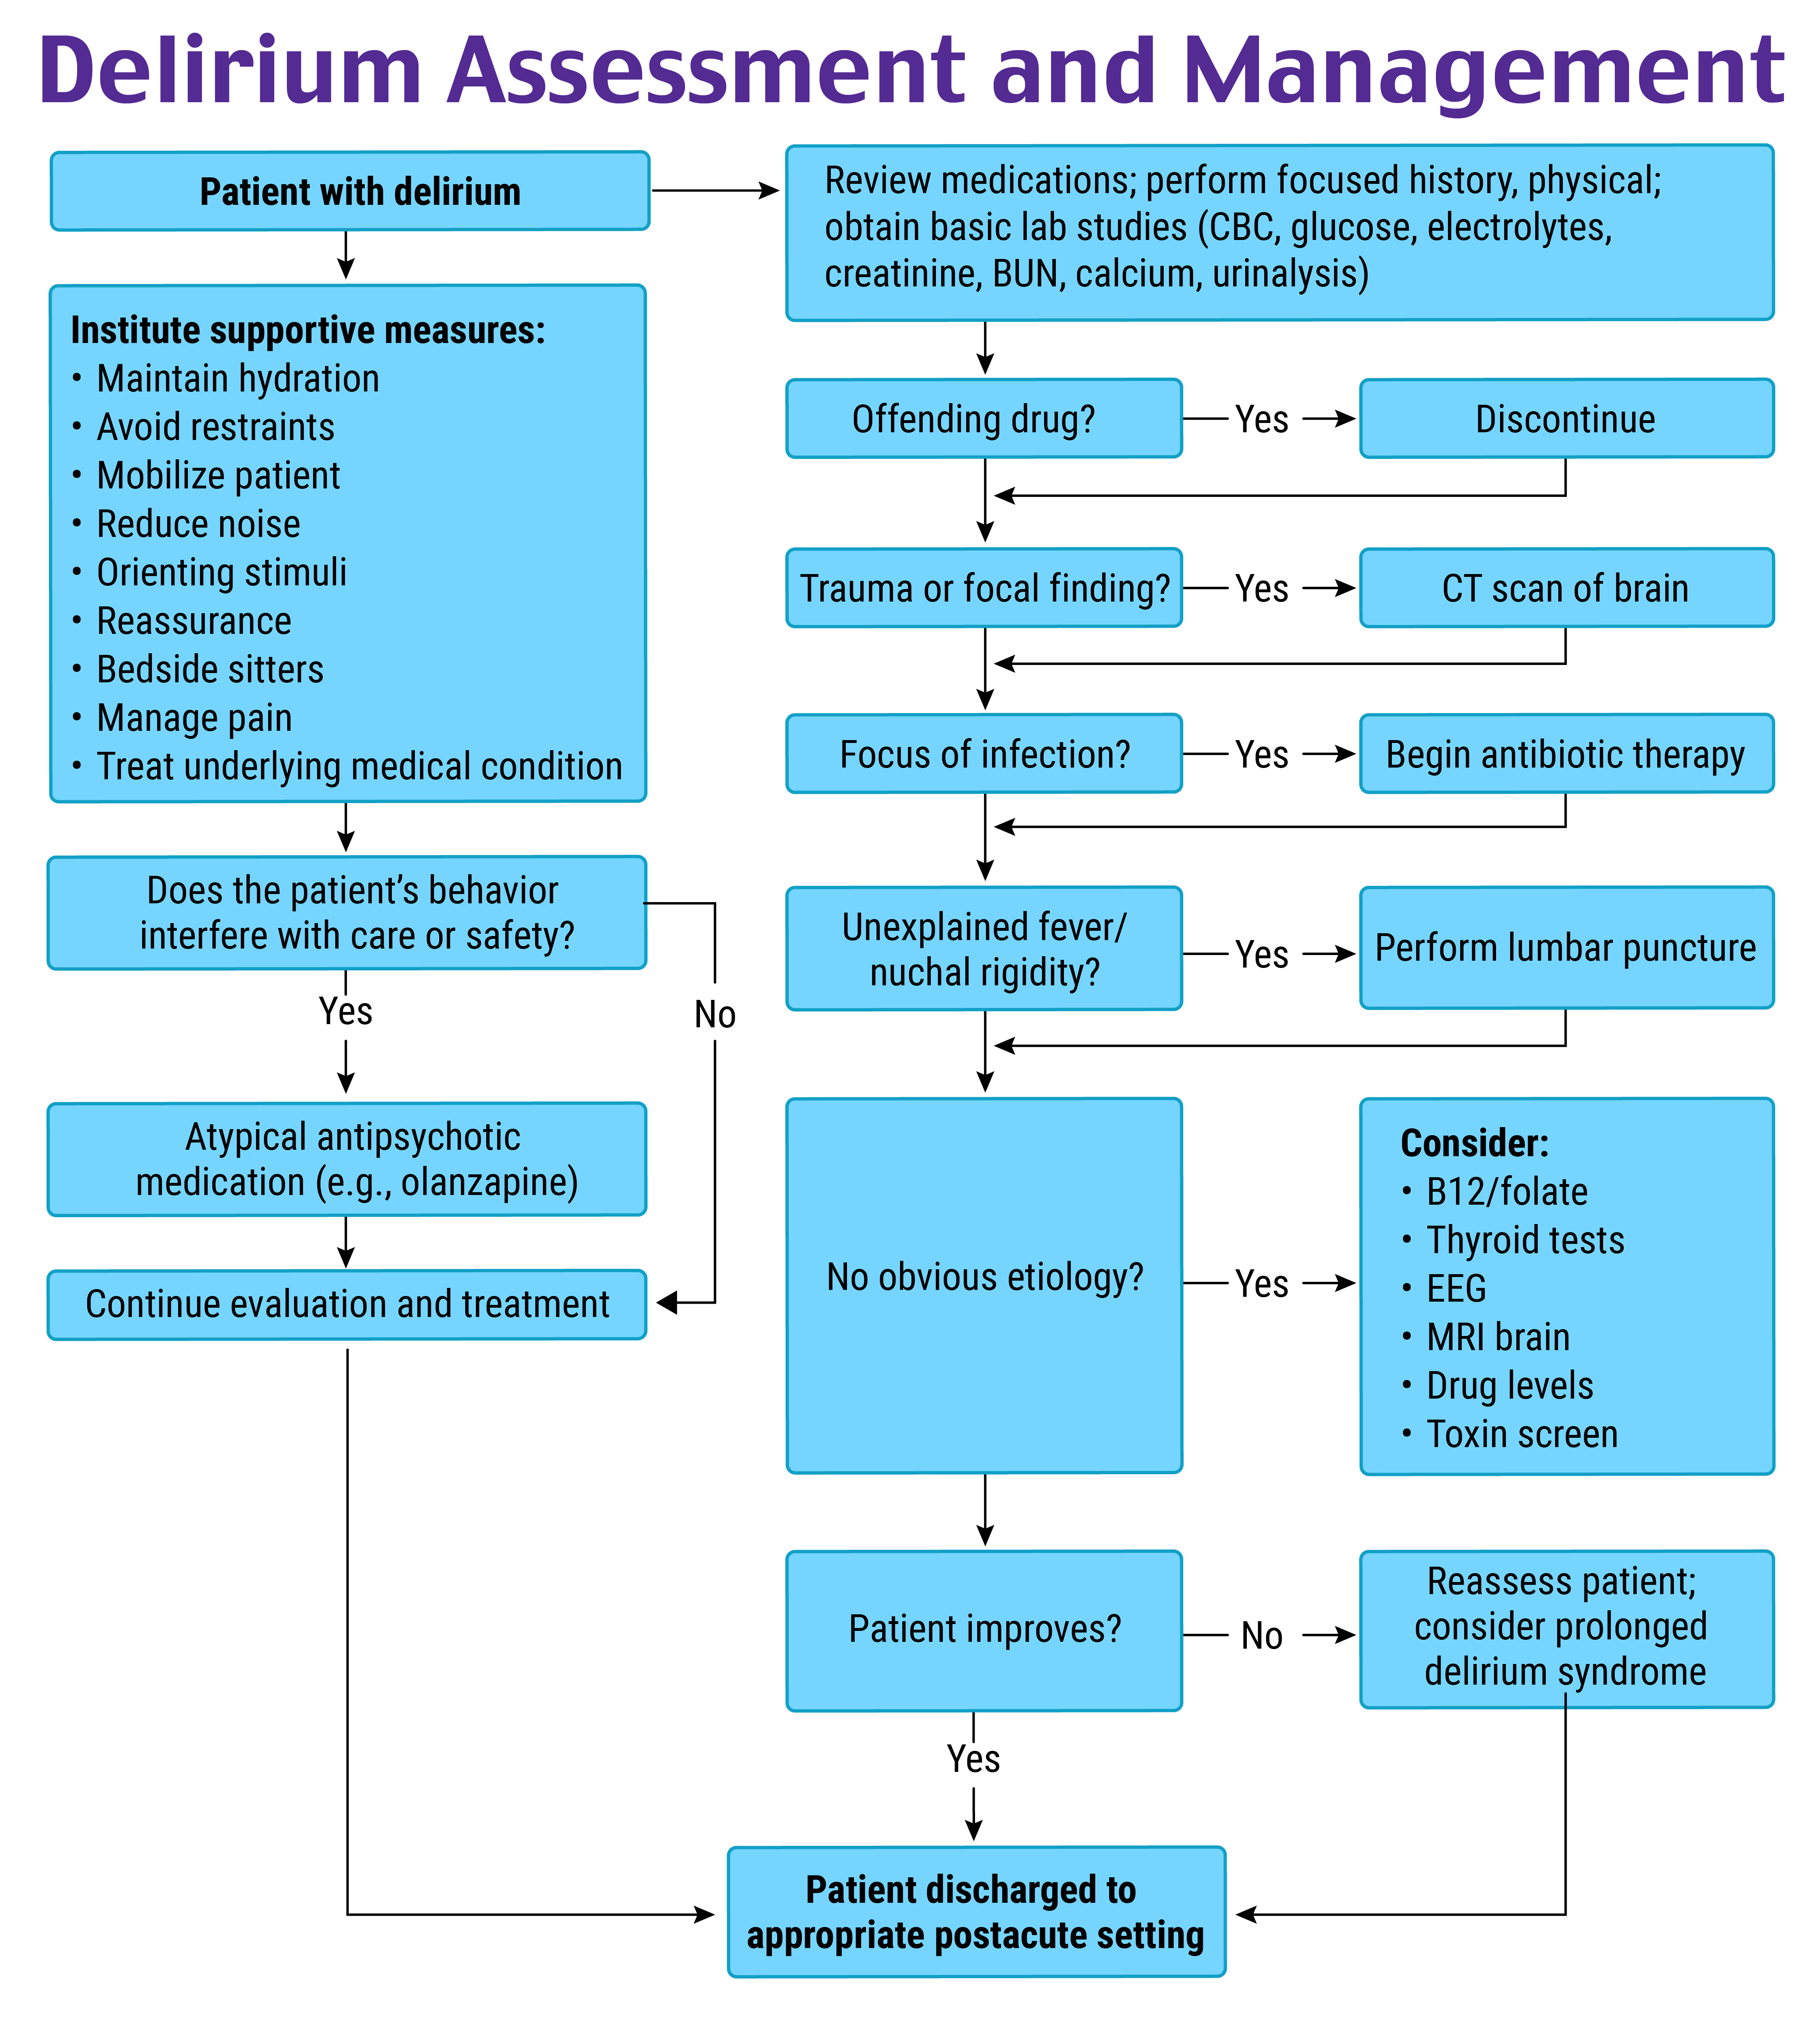 Delirium Assessment and Management
Patient with delirium
Review medications; perform focused history, physical;
obtain basic lab studies (CBC, glucose, electrolytes,
creatinine, BUN, calcium, urinalysis)
Institute supportive measures:
• Maintain hydration
• Avoid restraints
• Mobilize patient
• Reduce noise
• Orienting stimuli
• Reassurance
• Bedside sitters
• Manage pain
• Treat underlying medical condition
Does the patient’s behavior
interfere with care or safety?
Yes
No
Atypical antipsychotic
medication (e.g., olanzapine)
Continue evaluation and treatment
Offending drug?
Yes
Discontinue
Trauma or focal finding?
Yes
CT scan of brain
Focus of infection?
Yes
Begin antibiotic therapy
Unexplained fever/
nuchal rigidity?
Yes
Perform lumbar puncture
No obvious etiology?
Yes
Consider:
• B12/folate
• Thyroid tests
• EEG
• MRI brain
• Drug levels
• Toxin screen
Patient improves?
No
Reassess patient;
consider prolonged
delirium syndrome
Yes
Patient discharged to
appropriate postacute setting